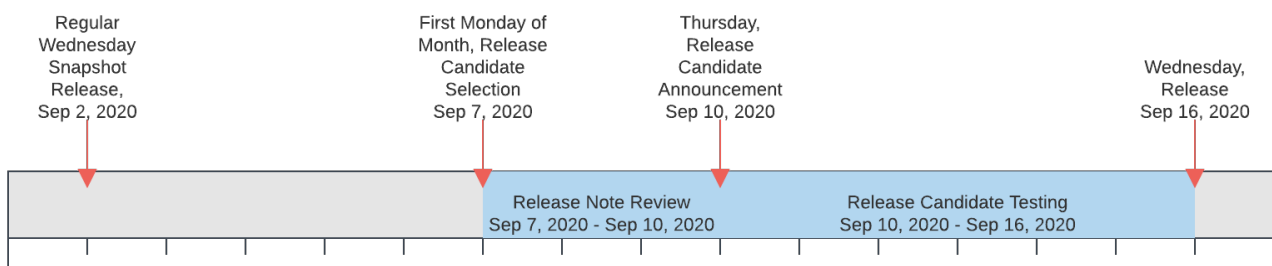 Regular
Wednesday
Snapshot
Release,
Sep 2, 2020
First Monday of
Month, Release
Candidate
Selection
Sep 7, 2020
Thursday,
Release
Candidate
Announcement
Sep 10, 2020
Wednesday,
Release
Sep 16, 2020
Release Note Review
Sep 7, 2020 - Sep 10, 2020
Release Candidate Testing
Sep 10, 2020 - Sep 16, 2020